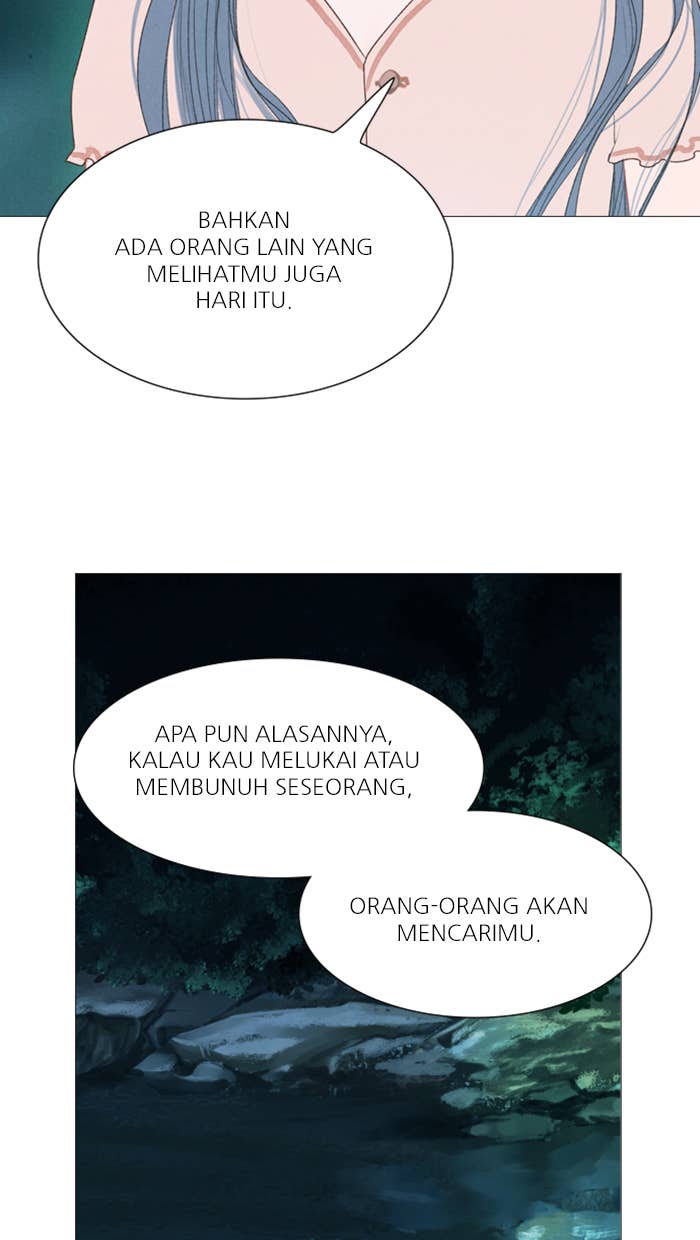 BAHKAN
ADA ORANG LAIN YANG
MELIHATMU JUGA
HARI ITU.
APA PUN ALASANNYA,
KALAU KAU MELUKAI ATAU
MEMBUNUH SESEORANG,
ORANG-ORANG AKAN
MENCARIMU.